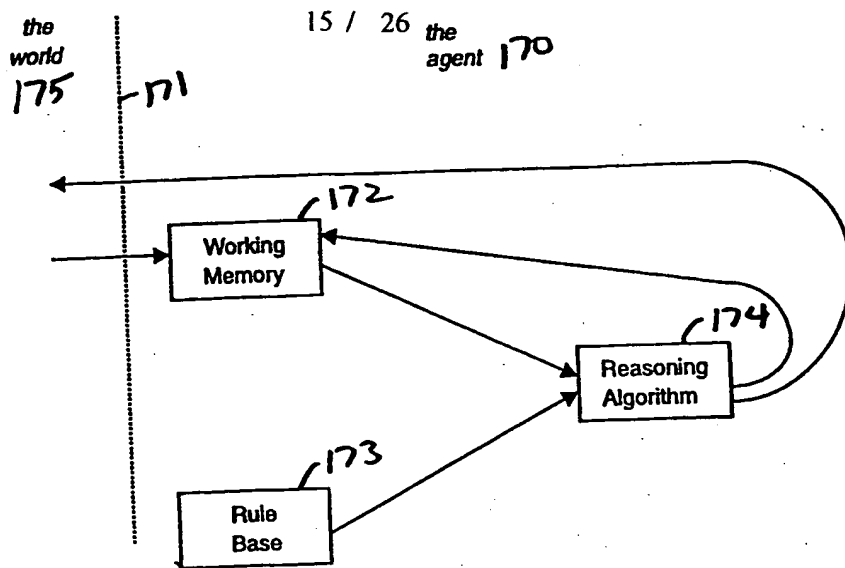 15 / 26
the
world
175
171
the
agent 170
172
Working
Memory
174
Reasoning
Algorithm
173
Rule
Base